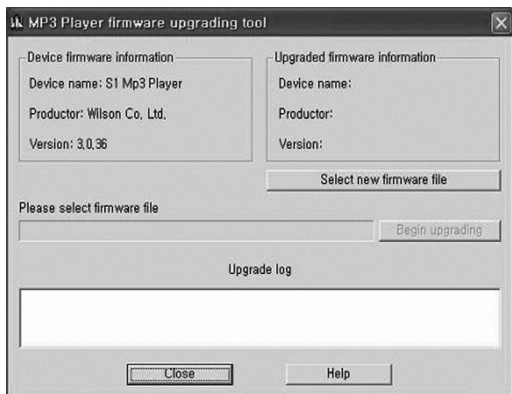 MP3 Player firmware upgrading tool
Device firmware information
Device name: S1 Mp3 Player
Productor: Wilson Co, Ltd,
Version: 3,0,36
Upgraded firmware information
Device name:
Productor:
Version:
Select new firmware file
Please select firmware file
Begin upgrading
Upgrade log
Close
Help